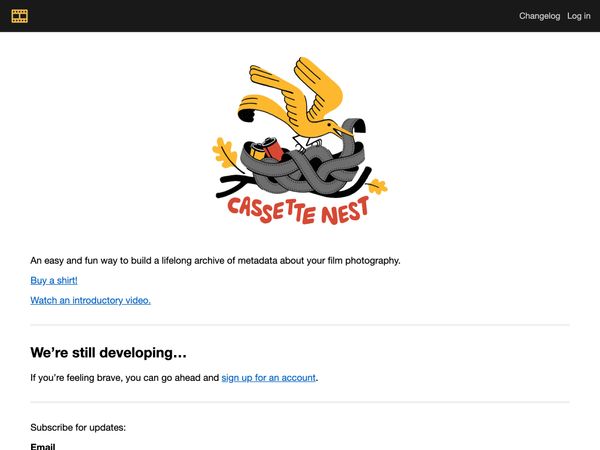 Changelog Log in
CASSETTE NEST
An easy and fun way to build a lifelong archive of metadata about your film photography.
Buy a shirt!
Watch an introductory video.
We’re still developing…
If you’re feeling brave, you can go ahead and sign up for an account.
Subscribe for updates:
Email